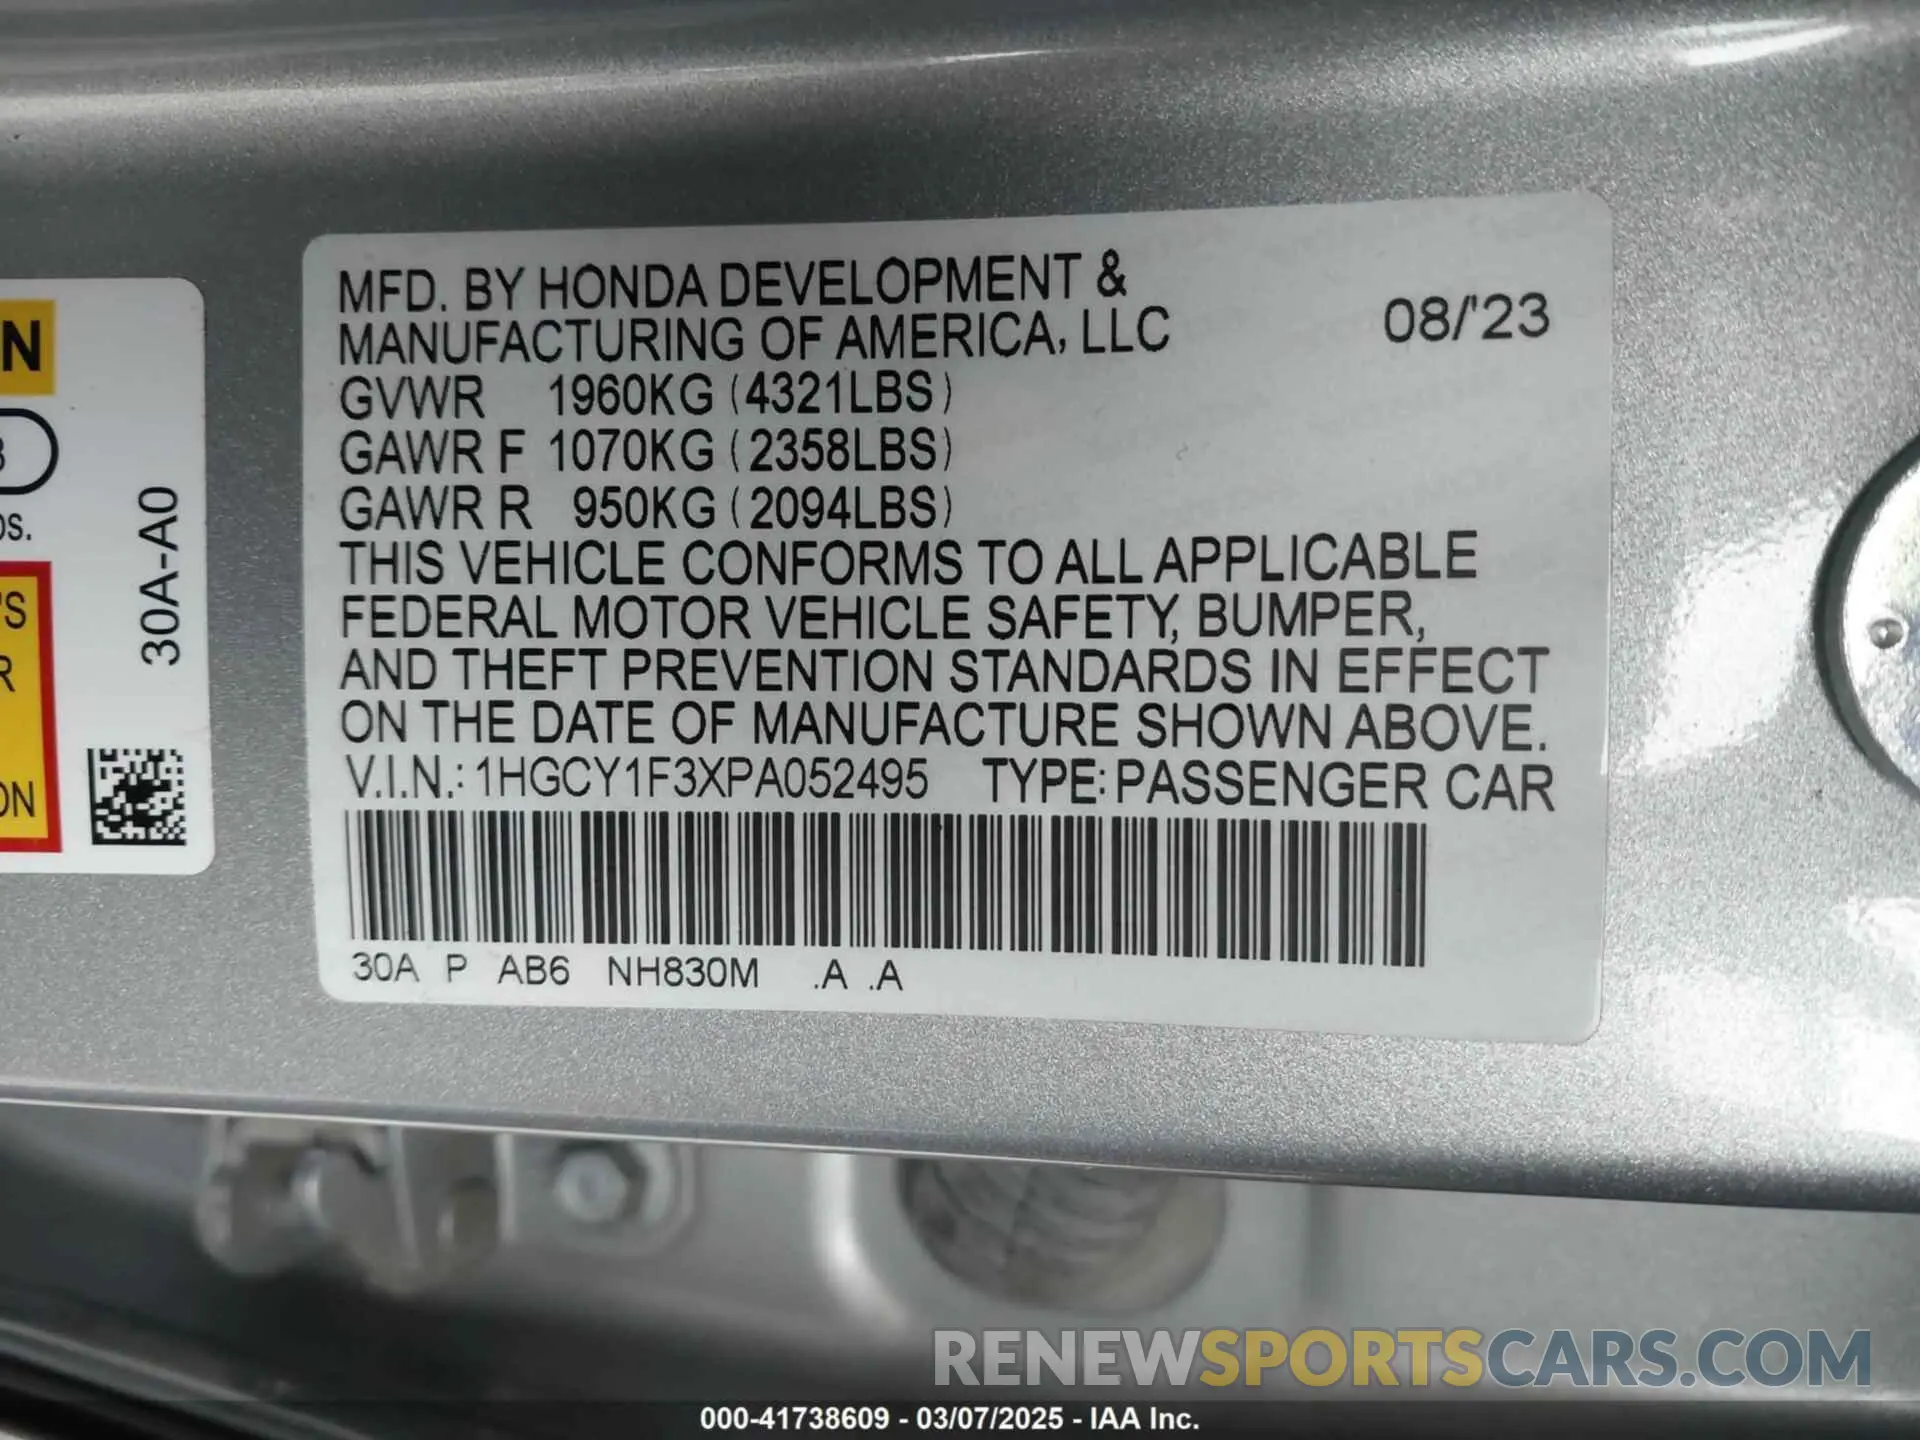 MFD. BY HONDA DEVELOPMENT &
MANUFACTURING OF AMERICA, LLC 08/'23
GVWR 1960KG (4321LBS)
GAWR F 1070KG (2358LBS)
GAWR R 950KG (2094LBS)
THIS VEHICLE CONFORMS TO ALL APPLICABLE
FEDERAL MOTOR VEHICLE SAFETY, BUMPER,
AND THEFT PREVENTION STANDARDS IN EFFECT
ON THE DATE OF MANUFACTURE SHOWN ABOVE.
V.I.N.: 1HGCY1F3XPA052495 TYPE: PASSENGER CAR
30A P AB6 NH830M .A .A
30A-A0
RENEWSPORTSCARS.COM
000-41738609 - 03/07/2025 - IAA Inc.